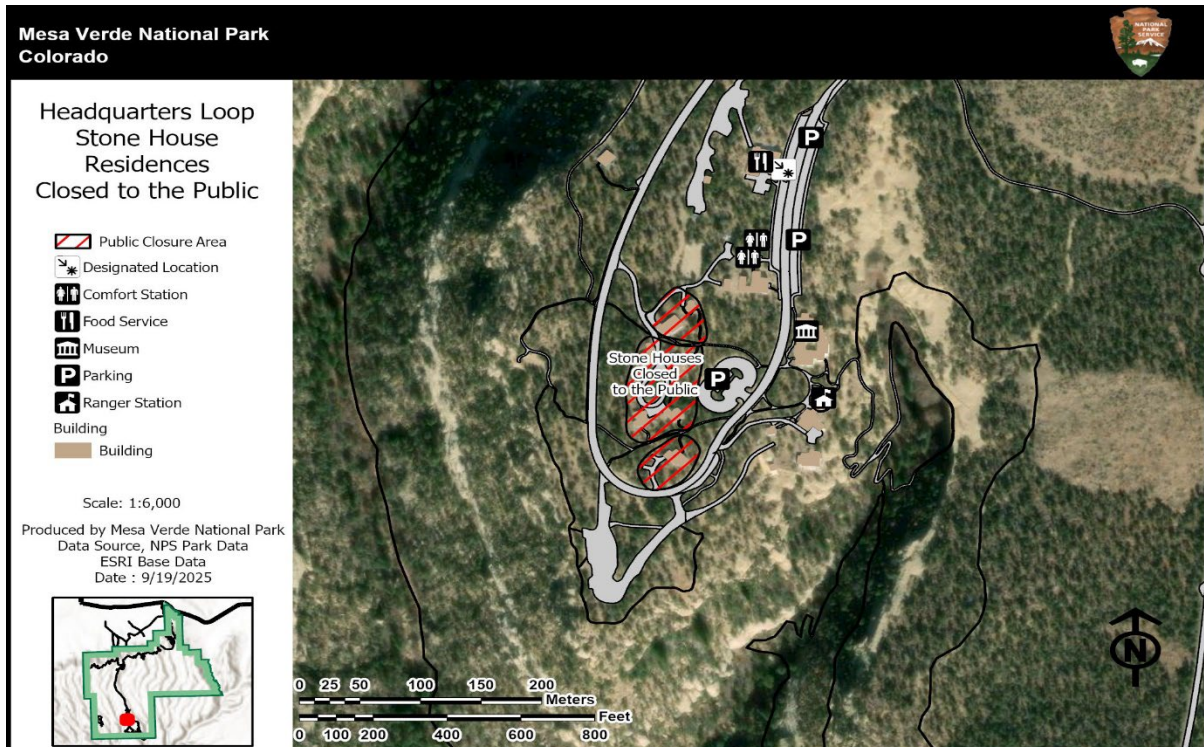 Mesa Verde National Park
Colorado
NATIONAL
PARK
SERVICE
Headquarters Loop
Stone House
Residences
Closed to the Public
Public Closure Area
Designated Location
Comfort Station
Food Service
Museum
P Parking
Ranger Station
Building
Building
Scale: 1:6,000
Produced by Mesa Verde National Park
Data Source, NPS Park Data
ESRI Base Data
Date : 9/19/2025
P
P
Stone Houses
Closed
to the Public
P
0 25 50 100 150 200
Meters
Feet
0 100 200 400 600 800
N